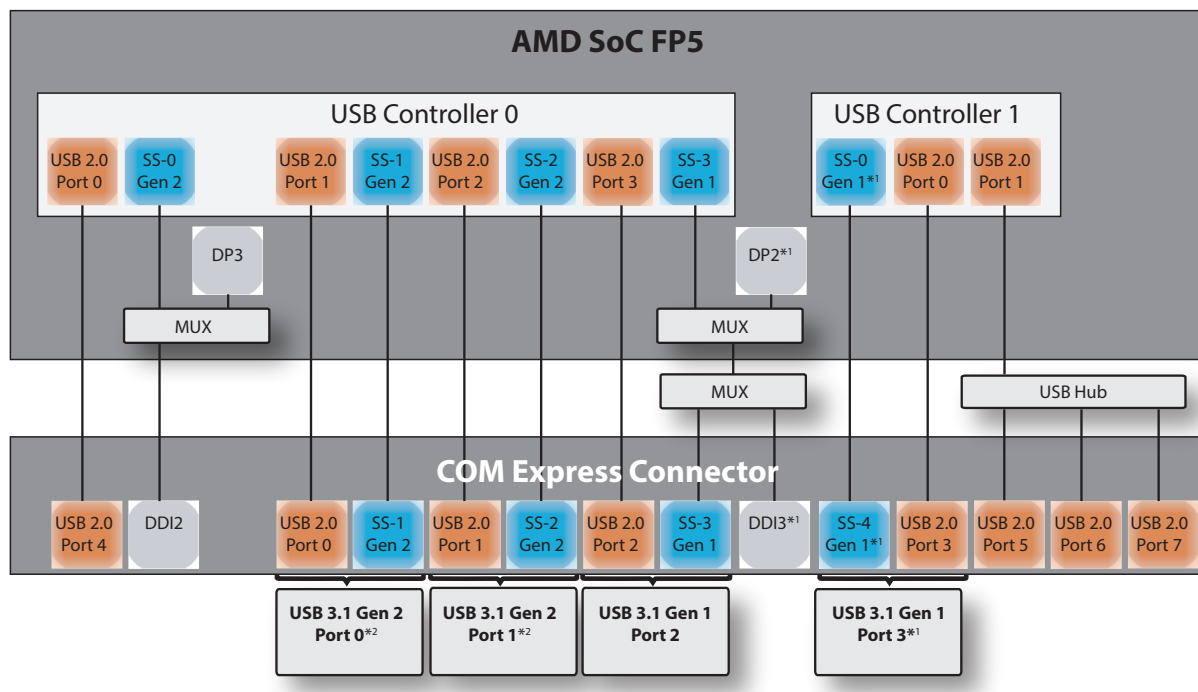 AMD SoC FP5
USB Controller 0
USB Controller 1
USB 2.0
Port 0
SS-0
Gen 2
USB 2.0
Port 1
SS-1
Gen 2
USB 2.0
Port 2
SS-2
Gen 2
USB 2.0
Port 3
SS-3
Gen 1
SS-0
Gen 1*1
USB 2.0
Port 0
USB 2.0
Port 1
DP3
DP2*1
MUX
MUX
MUX
USB Hub
COM Express Connector
USB 2.0
Port 4
DDI2
USB 2.0
Port 0
SS-1
Gen 2
USB 2.0
Port 1
SS-2
Gen 2
USB 2.0
Port 2
SS-3
Gen 1
DDI3*1
SS-4
Gen 1*1
USB 2.0
Port 3
USB 2.0
Port 5
USB 2.0
Port 6
USB 2.0
Port 7
USB 3.1 Gen 2
Port 0*2
USB 3.1 Gen 2
Port 1*2
USB 3.1 Gen 1
Port 2
USB 3.1 Gen 1
Port 3*1